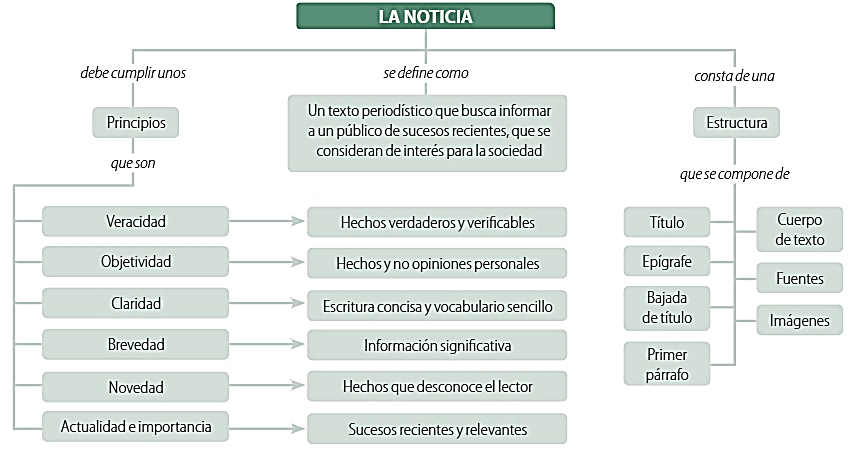 LA NOTICIA
debe cumplir unos
se define como
consta de una
Principios
Un texto periodístico que busca informar
a un público de sucesos recientes, que se
consideran de interés para la sociedad
Estructura
que son
que se compone de
Veracidad
Hechos verdaderos y verificables
Objetividad
Hechos y no opiniones personales
Claridad
Escritura concisa y vocabulario sencillo
Brevedad
Información significativa
Novedad
Hechos que desconoce el lector
Actualidad e importancia
Sucesos recientes y relevantes
Título
Epígrafe
Bajada
de título
Primer
párrafo
Cuerpo
de texto
Fuentes
Imágenes